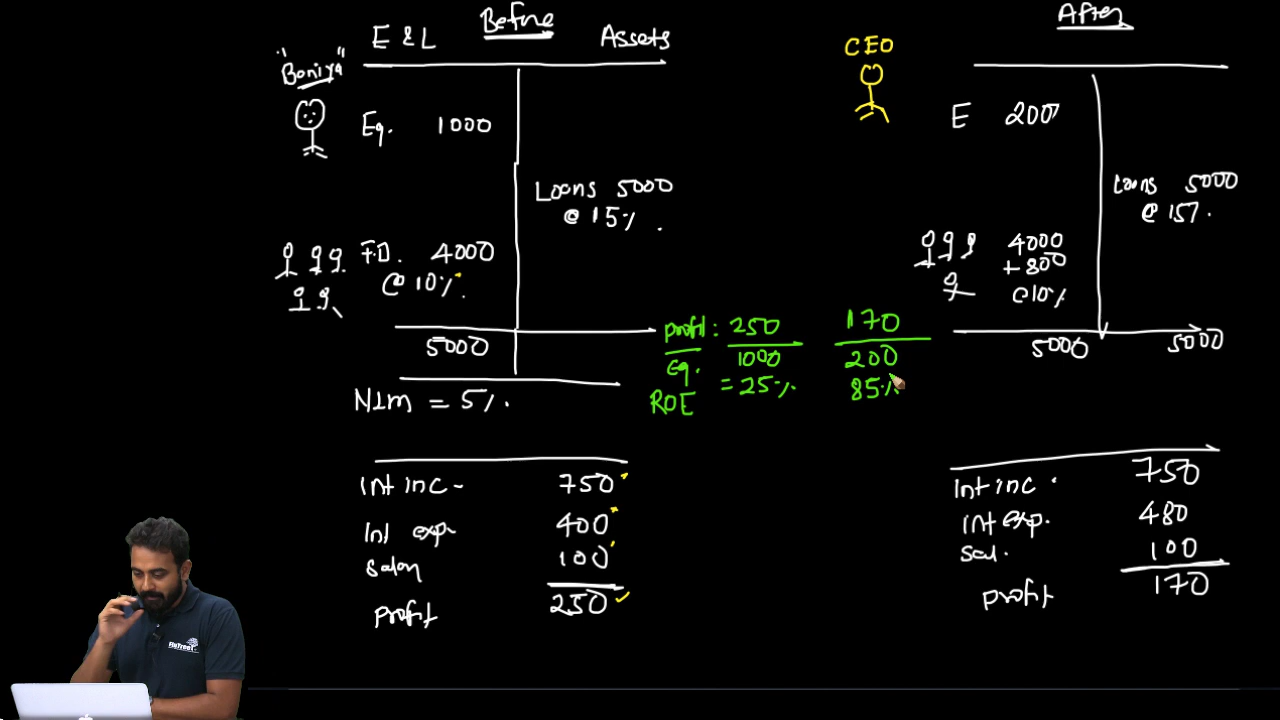 Before
After
E & L
Assets
CEO
"Baniya"
Eq. 1000
E 200
Loans 5000
@ 15%.
Loans 5000
@ 15%.
F.D. 4000
@ 10%.
4000
+ 800
@10%
5000
profit : 250
Eq. 1000
ROE = 25%
170
200
85%
5000
5000
NIM = 5%.
Int inc - 750
Int exp. 400
Salary 100
profit 250
Int inc. 750
Int exp. 480
Sal. 100
profit 170
FinTree